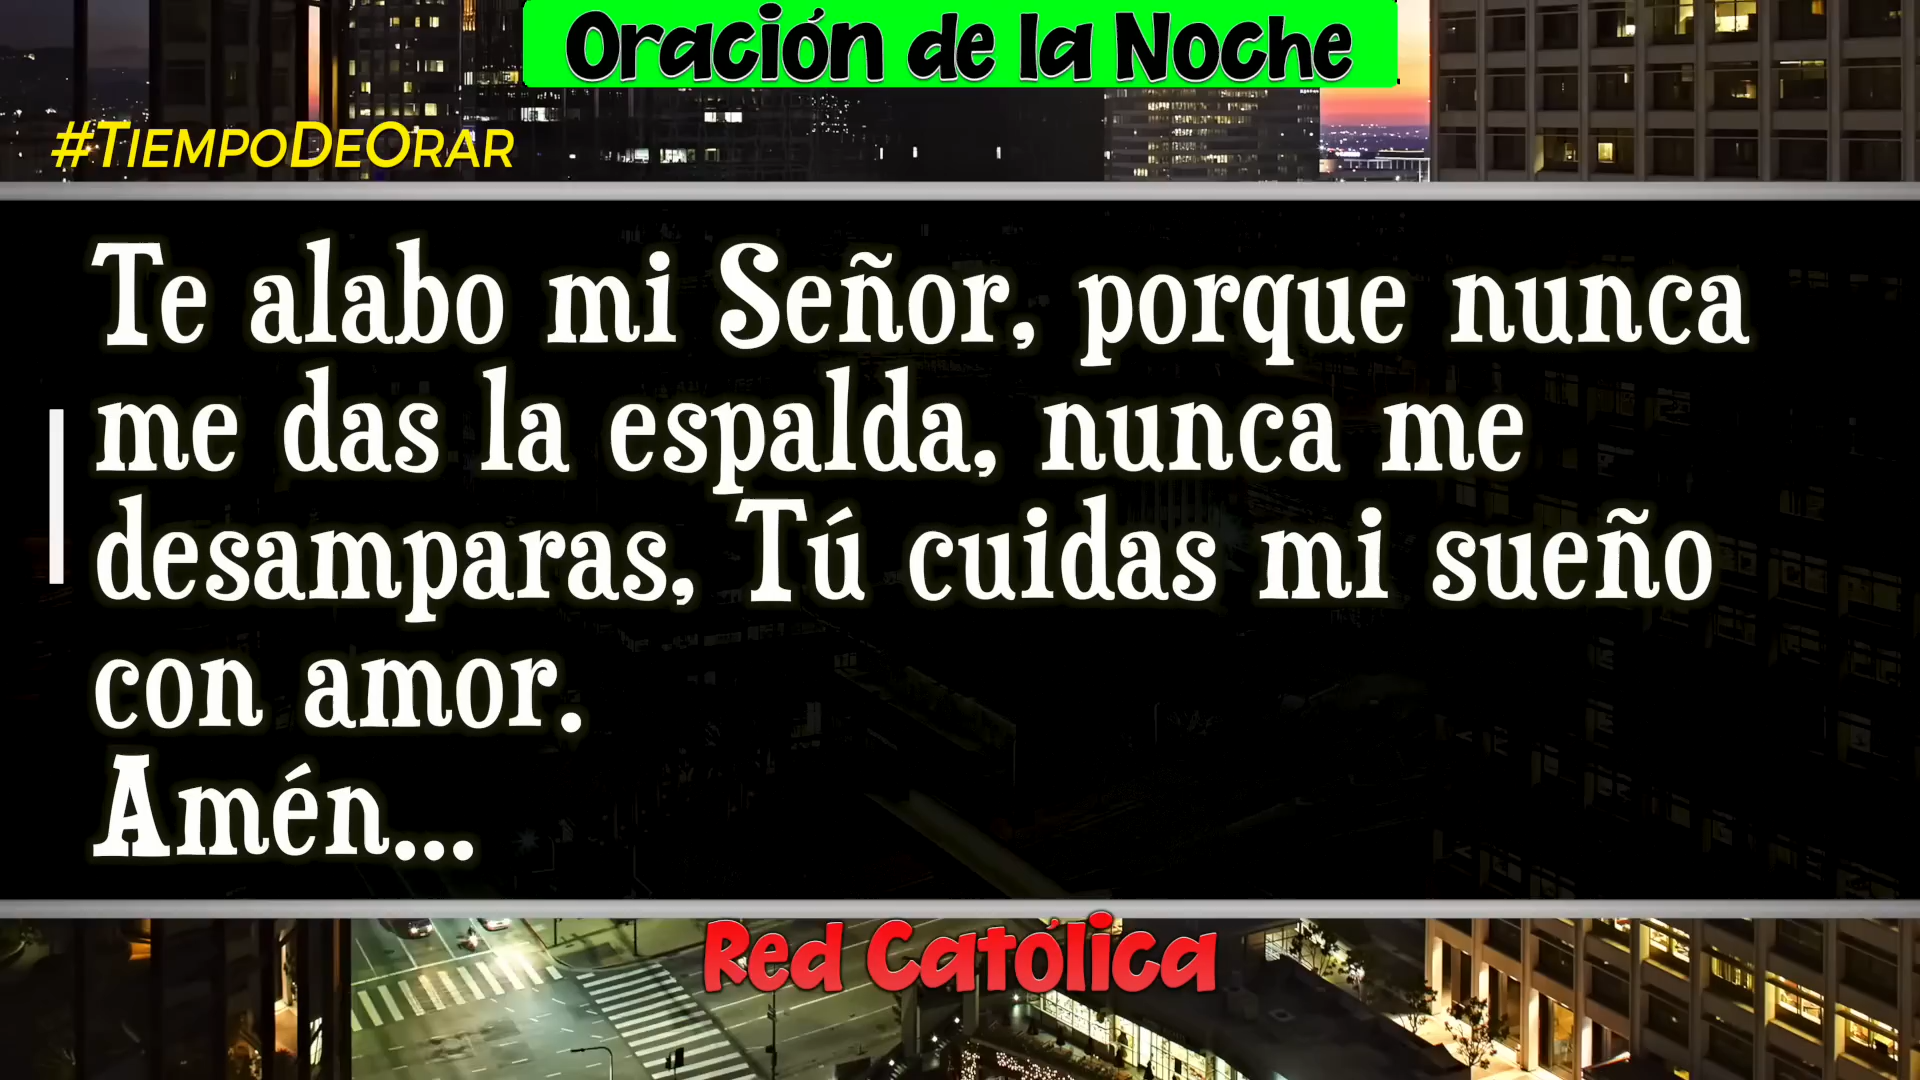 Oración de la Noche
#TiempoDeOrar
Te alabo mi Señor, porque nunca
me das la espalda, nunca me
desamparas, Tú cuidas mi sueño
con amor.
Amén...
Red Católica